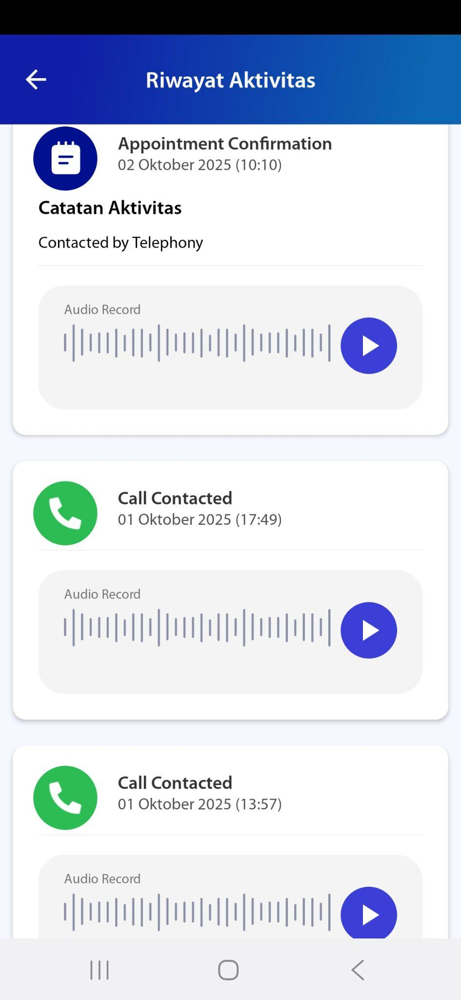 Riwayat Aktivitas
Appointment Confirmation
02 Oktober 2025 (10:10)
Catatan Aktivitas
Contacted by Telephony
Audio Record
Call Contacted
01 Oktober 2025 (17:49)
Audio Record
Call Contacted
01 Oktober 2025 (13:57)
Audio Record